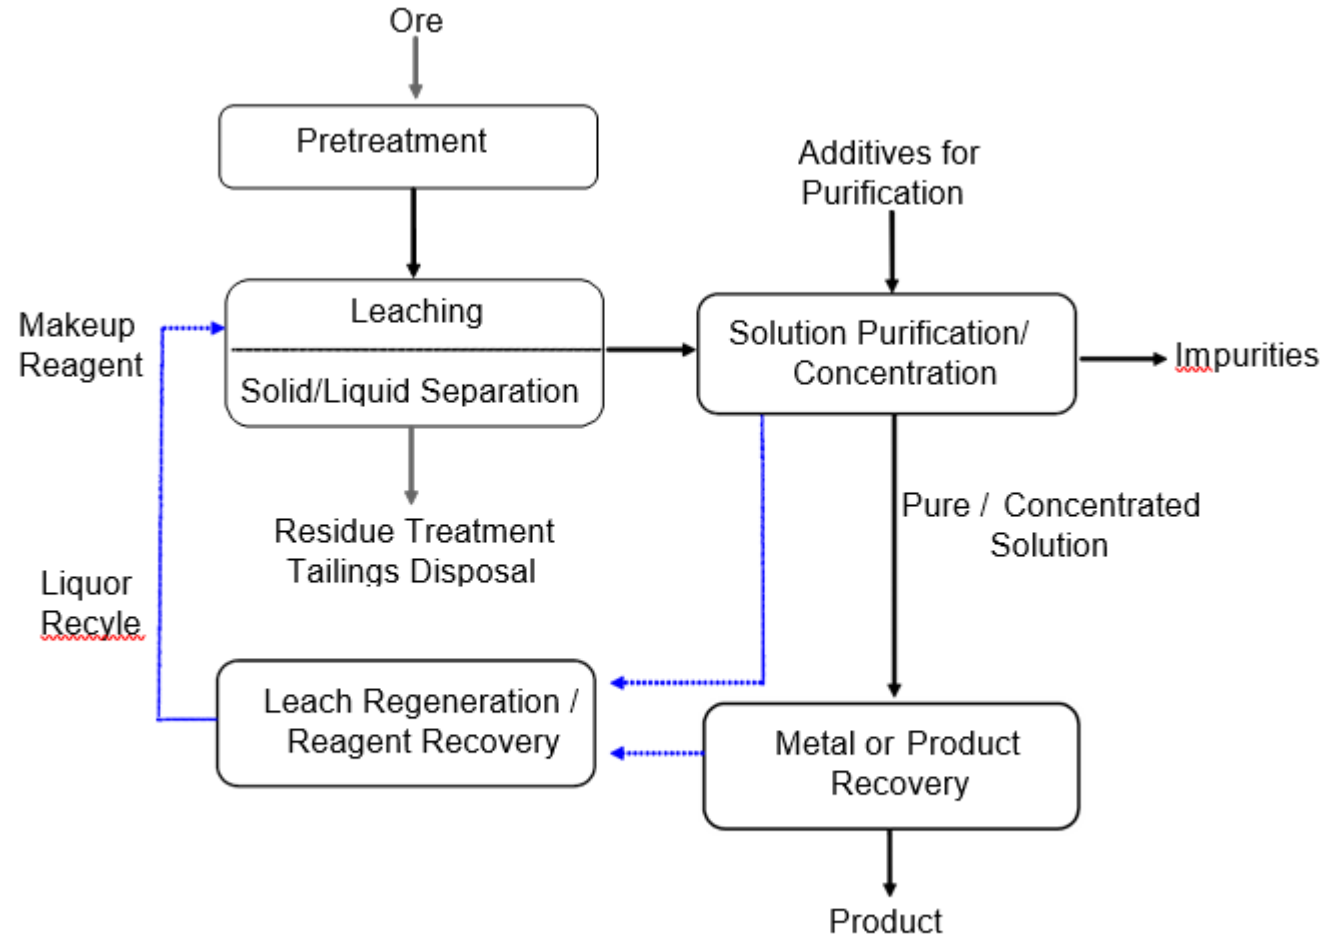 Ore
Pretreatment
Additives for
Purification
Leaching
Solid/Liquid Separation
Makeup
Reagent
Solution Purification/
Concentration
Impurities
Residue Treatment
Tailings Disposal
Pure / Concentrated
Solution
Liquor
Recyle
Leach Regeneration /
Reagent Recovery
Metal or Product
Recovery
Product